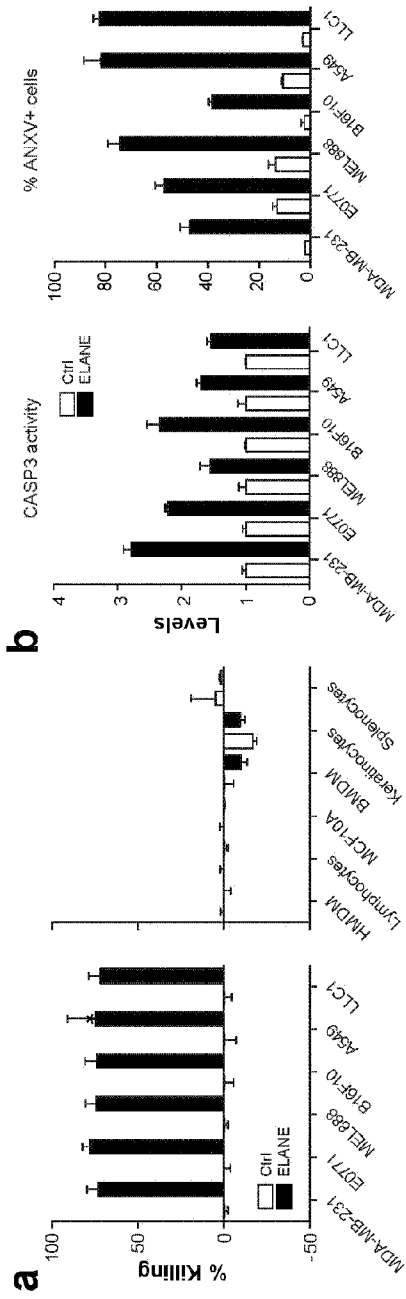 a
% Killing
100
50
0
-50
Ctrl
ELANE
MDA-MB-231
E0771
MEL888
B16F10
A549
LLC1
HMDM
Lymphocytes
MCF10A
BMDM
Keratinocytes
Splenocytes
b
CASP3 activity
Ctrl
ELANE
Levels
4
3
2
1
0
MDA-MB-231
E0771
MEL888
B16F10
A549
LLC1
% ANXV+ cells
100
80
60
40
20
0
MDA-MB-231
E0771
MEL888
B16F10
A549
LLC1